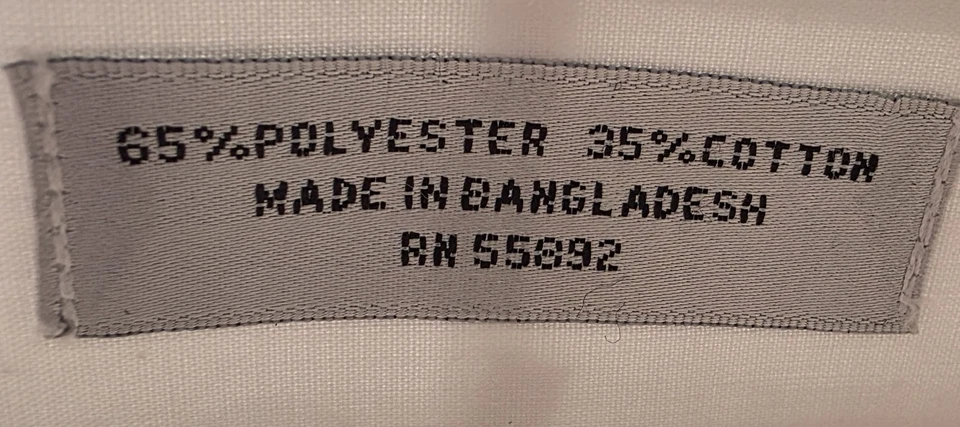 65%POLYESTER 35%COTTON
MADE IN BANGLADESH
RN 55892